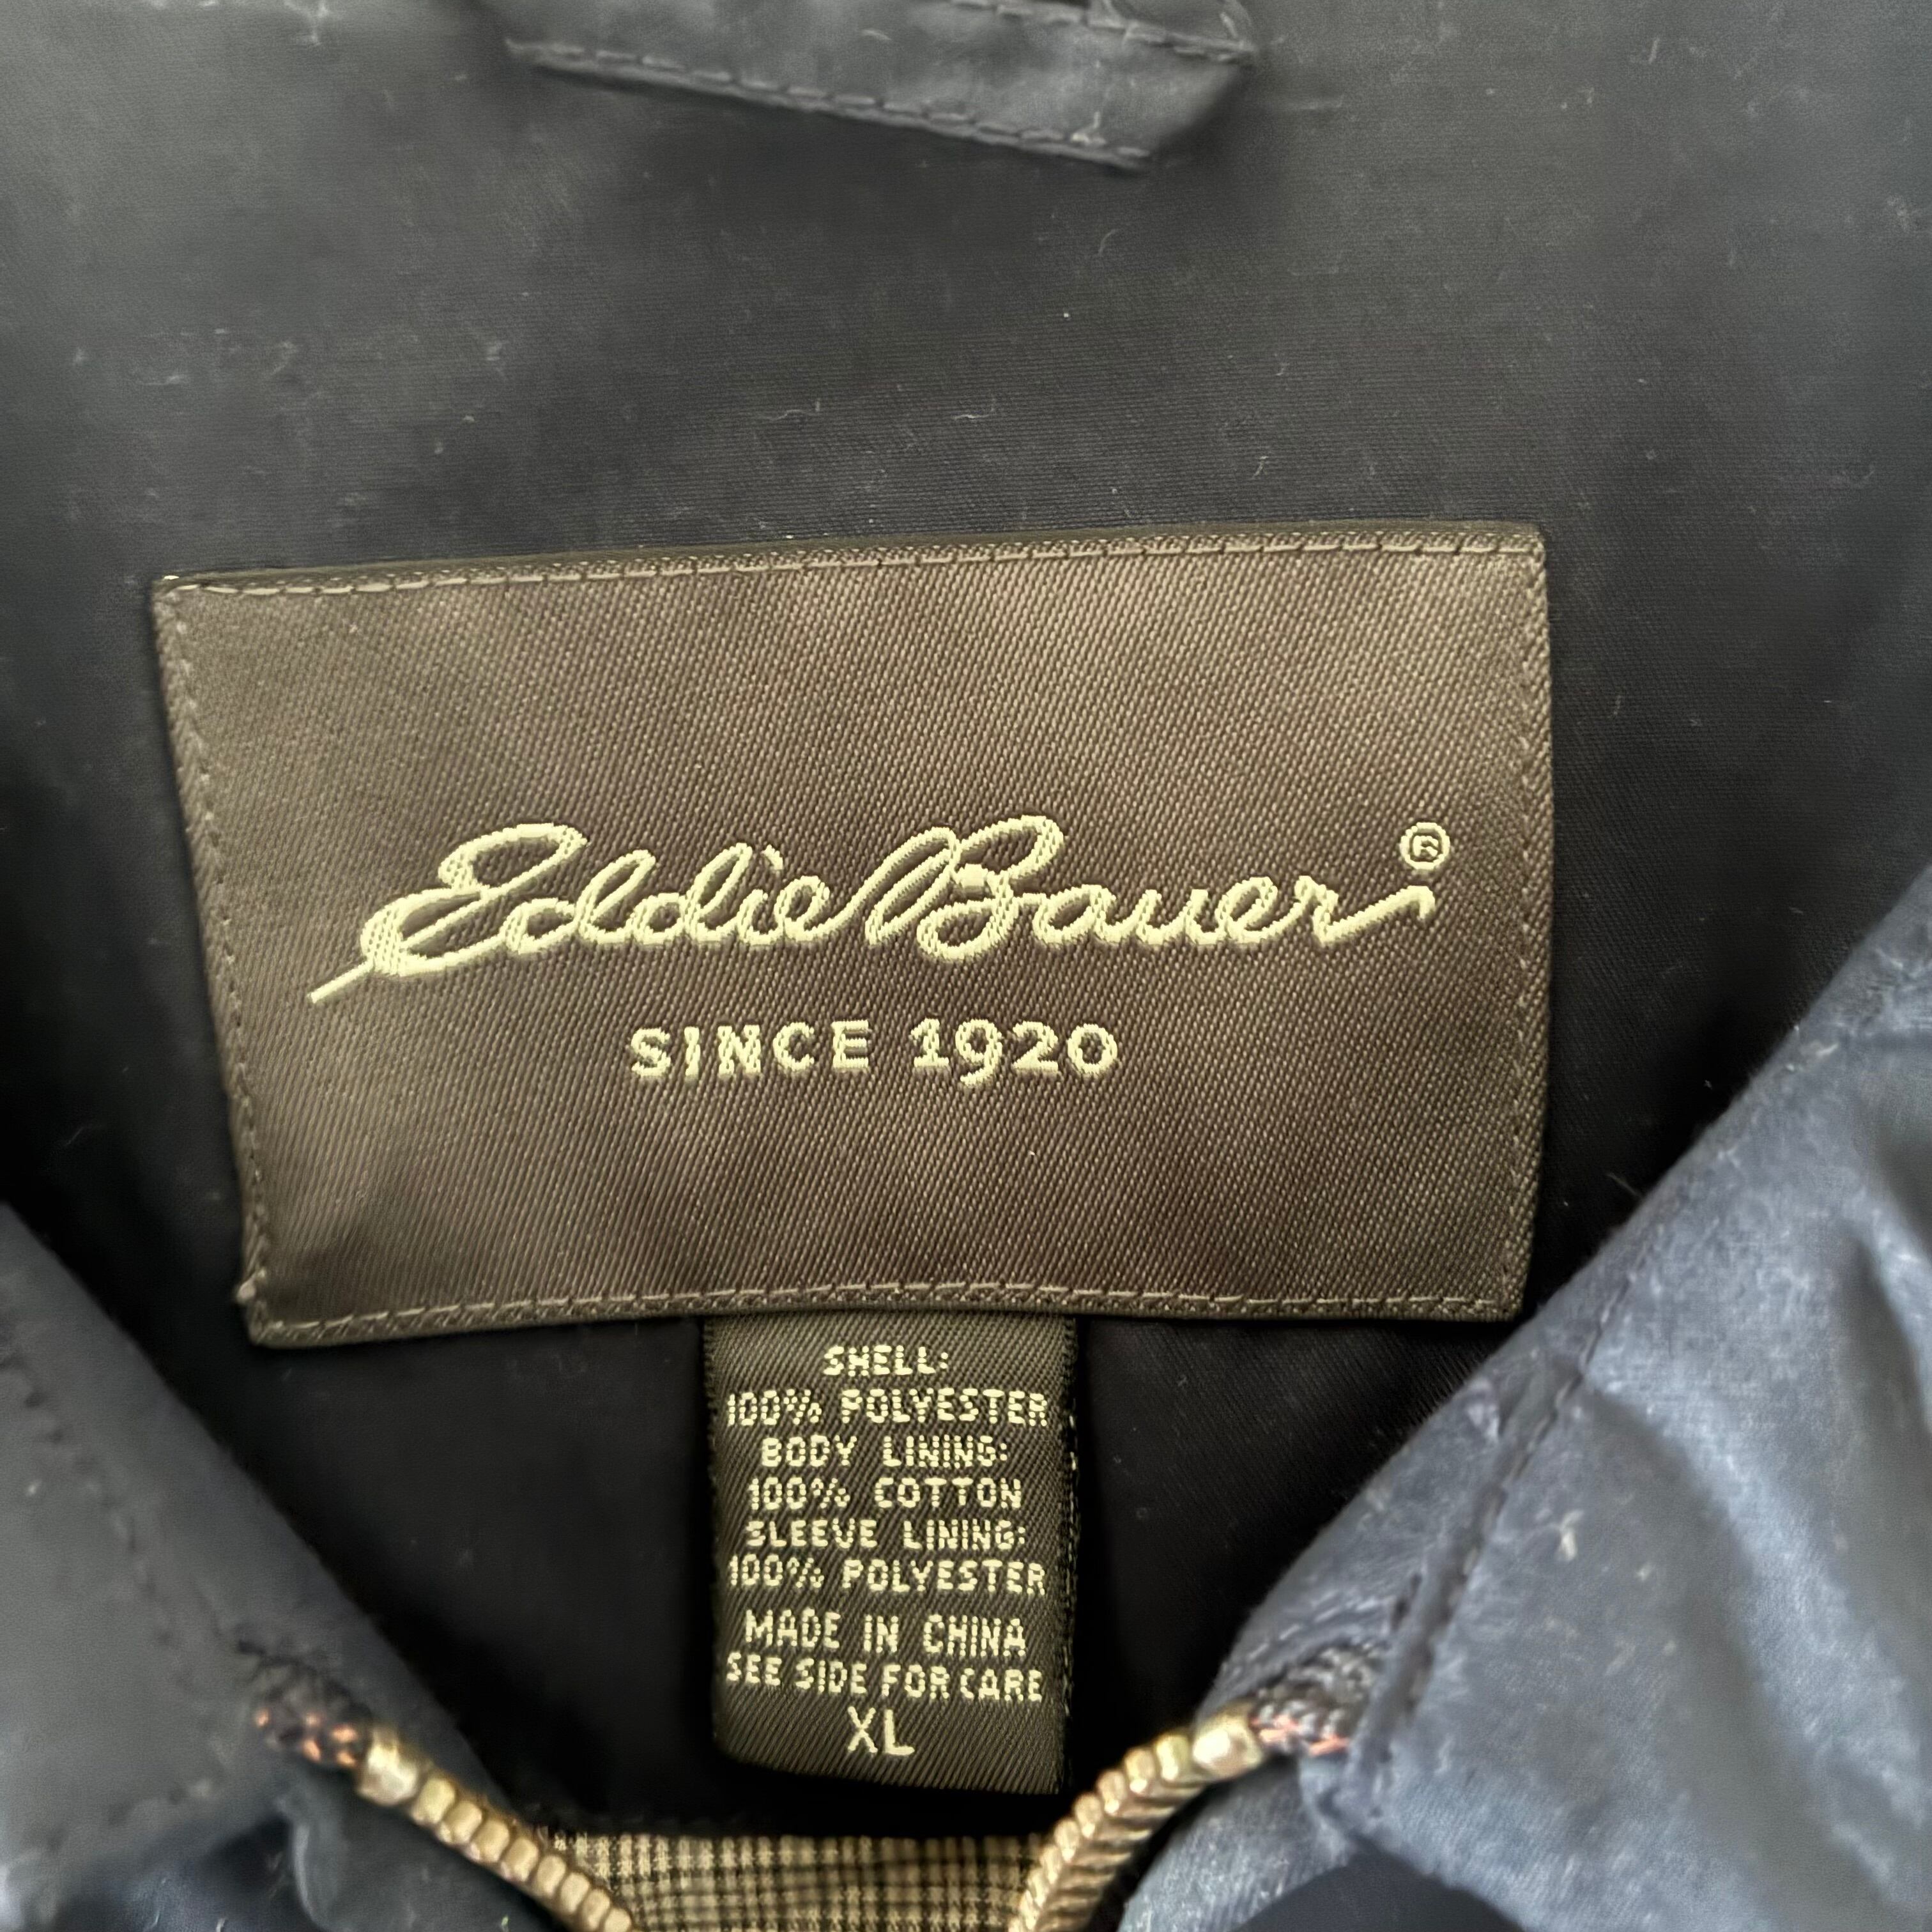 Eddie Bauer®
SINCE 1920
SHELL:
100% POLYESTER
BODY LINING:
100% COTTON
SLEEVE LINING:
100% POLYESTER
MADE IN CHINA
SEE SIDE FOR CARE
XL